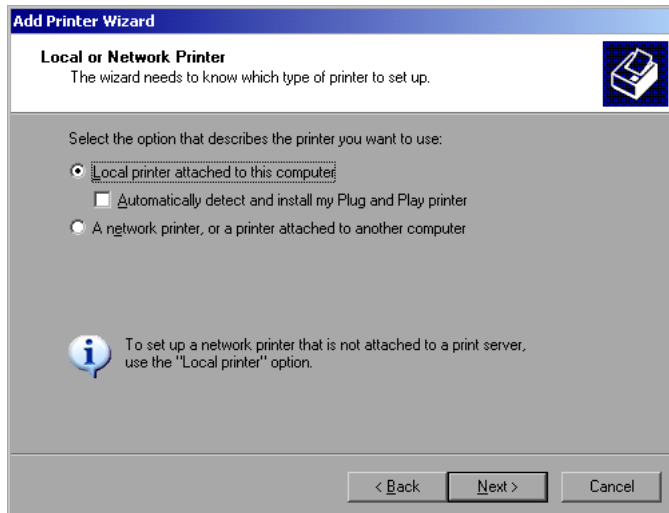 Add Printer Wizard
Local or Network Printer
The wizard needs to know which type of printer to set up.
Select the option that describes the printer you want to use:
Local printer attached to this computer
Automatically detect and install my Plug and Play printer
A network printer, or a printer attached to another computer
To set up a network printer that is not attached to a print server,
use the "Local printer" option.
< Back
Next >
Cancel